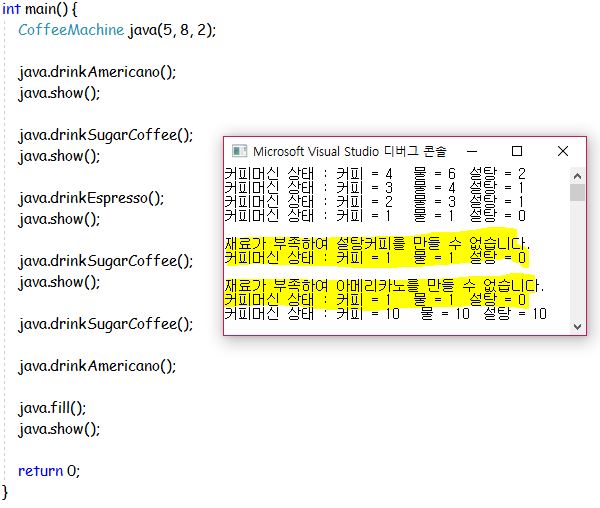 int main() {
CoffeeMachine java(5, 8, 2);
java.drinkAmericano();
java.show();
java.drinkSugarCoffee();
java.show();
java.drinkEspresso();
java.show();
java.drinkSugarCoffee();
java.show();
java.drinkSugarCoffee();
java.drinkAmericano();
java.fill();
java.show();
return 0;
}
Microsoft Visual Studio 디버그 콘솔
커피머신 상태 : 커피 = 4 물 = 6 설탕 = 2
커피머신 상태 : 커피 = 3 물 = 4 설탕 = 1
커피머신 상태 : 커피 = 2 물 = 3 설탕 = 1
커피머신 상태 : 커피 = 1 물 = 1 설탕 = 0
재료가 부족하여 설탕커피를 만들 수 없습니다.
커피머신 상태 : 커피 = 1 물 = 1 설탕 = 0
재료가 부족하여 아메리카노를 만들 수 없습니다.
커피머신 상태 : 커피 = 1 물 = 1 설탕 = 0
커피머신 상태 : 커피 = 10 물 = 10 설탕 = 10